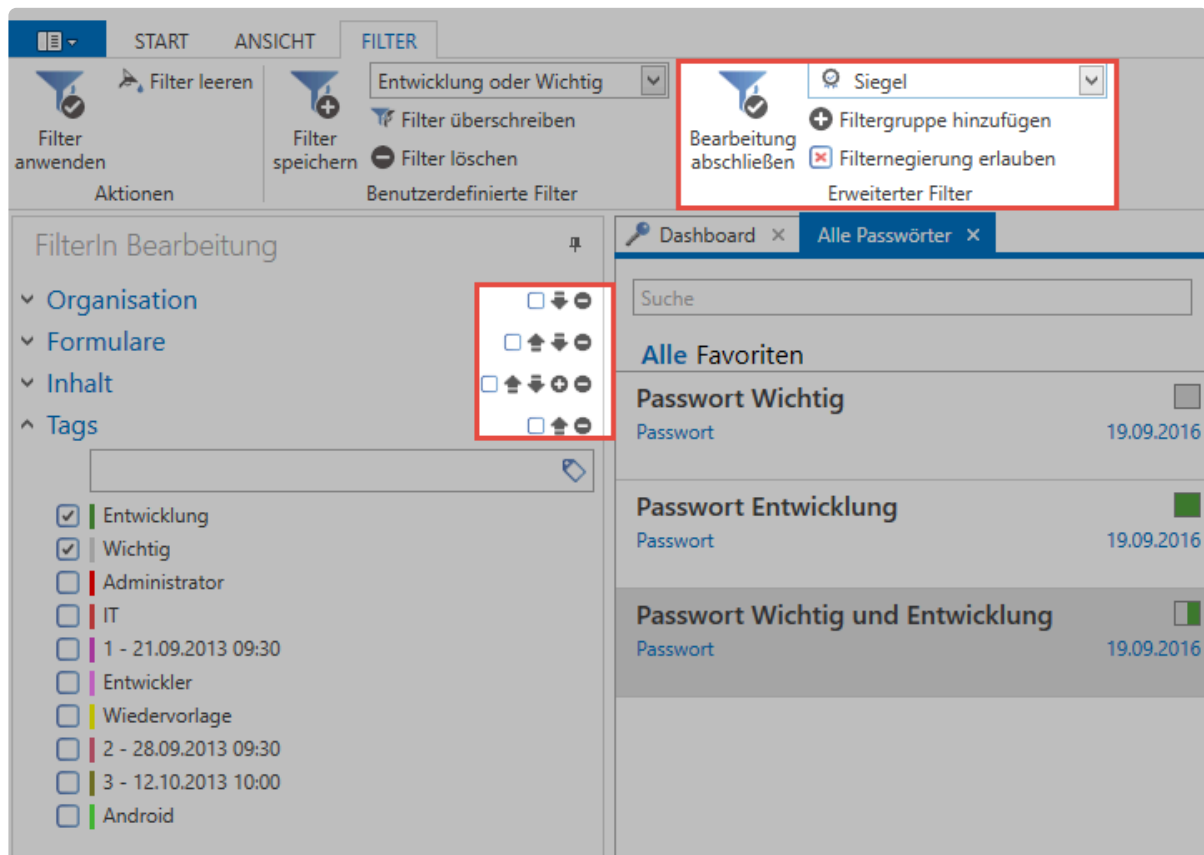 START ANSICHT FILTER
Filter anwenden
Filter leeren
Aktionen
Filter speichern
Entwicklung oder Wichtig
Filter überschreiben
Filter löschen
Benutzerdefinierte Filter
Bearbeitung abschließen
Siegel
Filtergruppe hinzufügen
Filternegierung erlauben
Erweiterter Filter
FilterIn Bearbeitung
Organisation
Formulare
Inhalt
Tags
Entwicklung
Wichtig
Administrator
IT
1 - 21.09.2013 09:30
Entwickler
Wiedervorlage
2 - 28.09.2013 09:30
3 - 12.10.2013 10:00
Android
Dashboard Alle Passwörter
Suche
Alle Favoriten
Passwort Wichtig
Passwort 19.09.2016
Passwort Entwicklung
Passwort 19.09.2016
Passwort Wichtig und Entwicklung
Passwort 19.09.2016